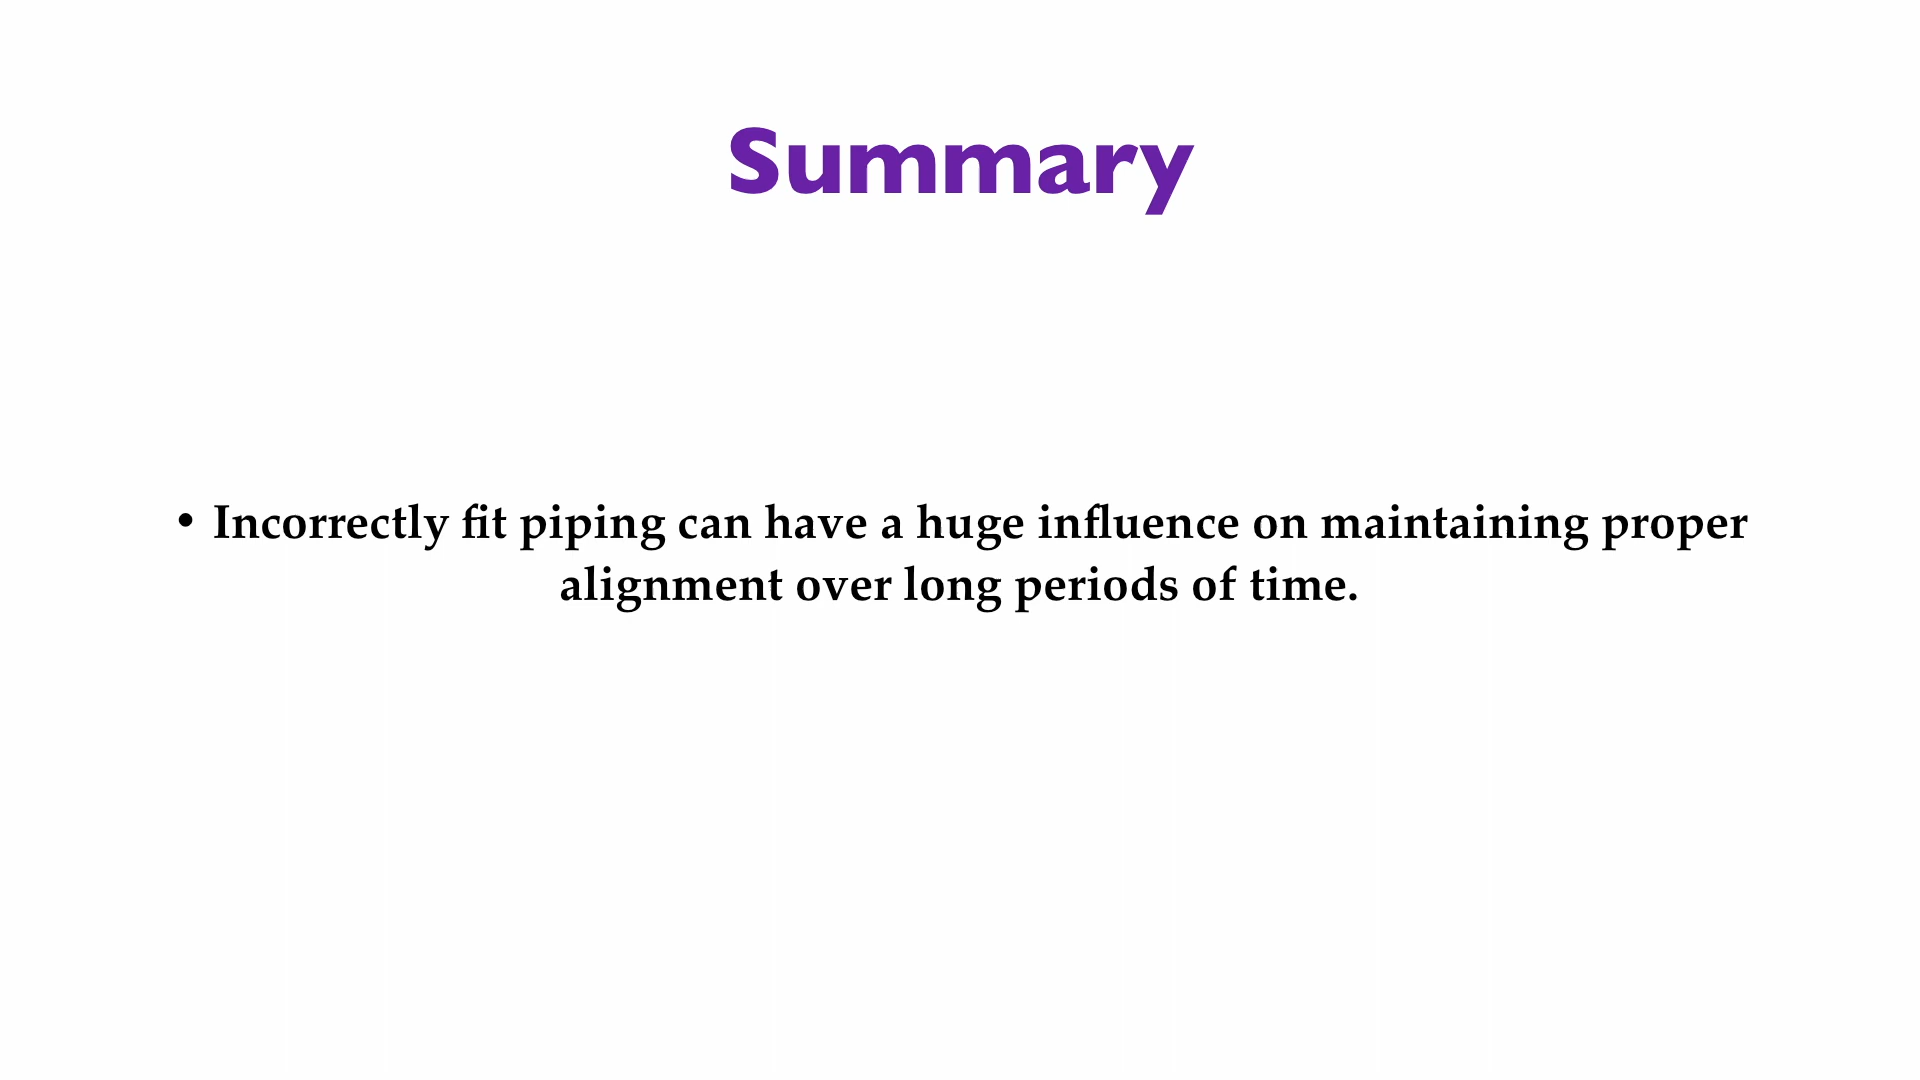 Summary
• Incorrectly fit piping can have a huge influence on maintaining proper
alignment over long periods of time.